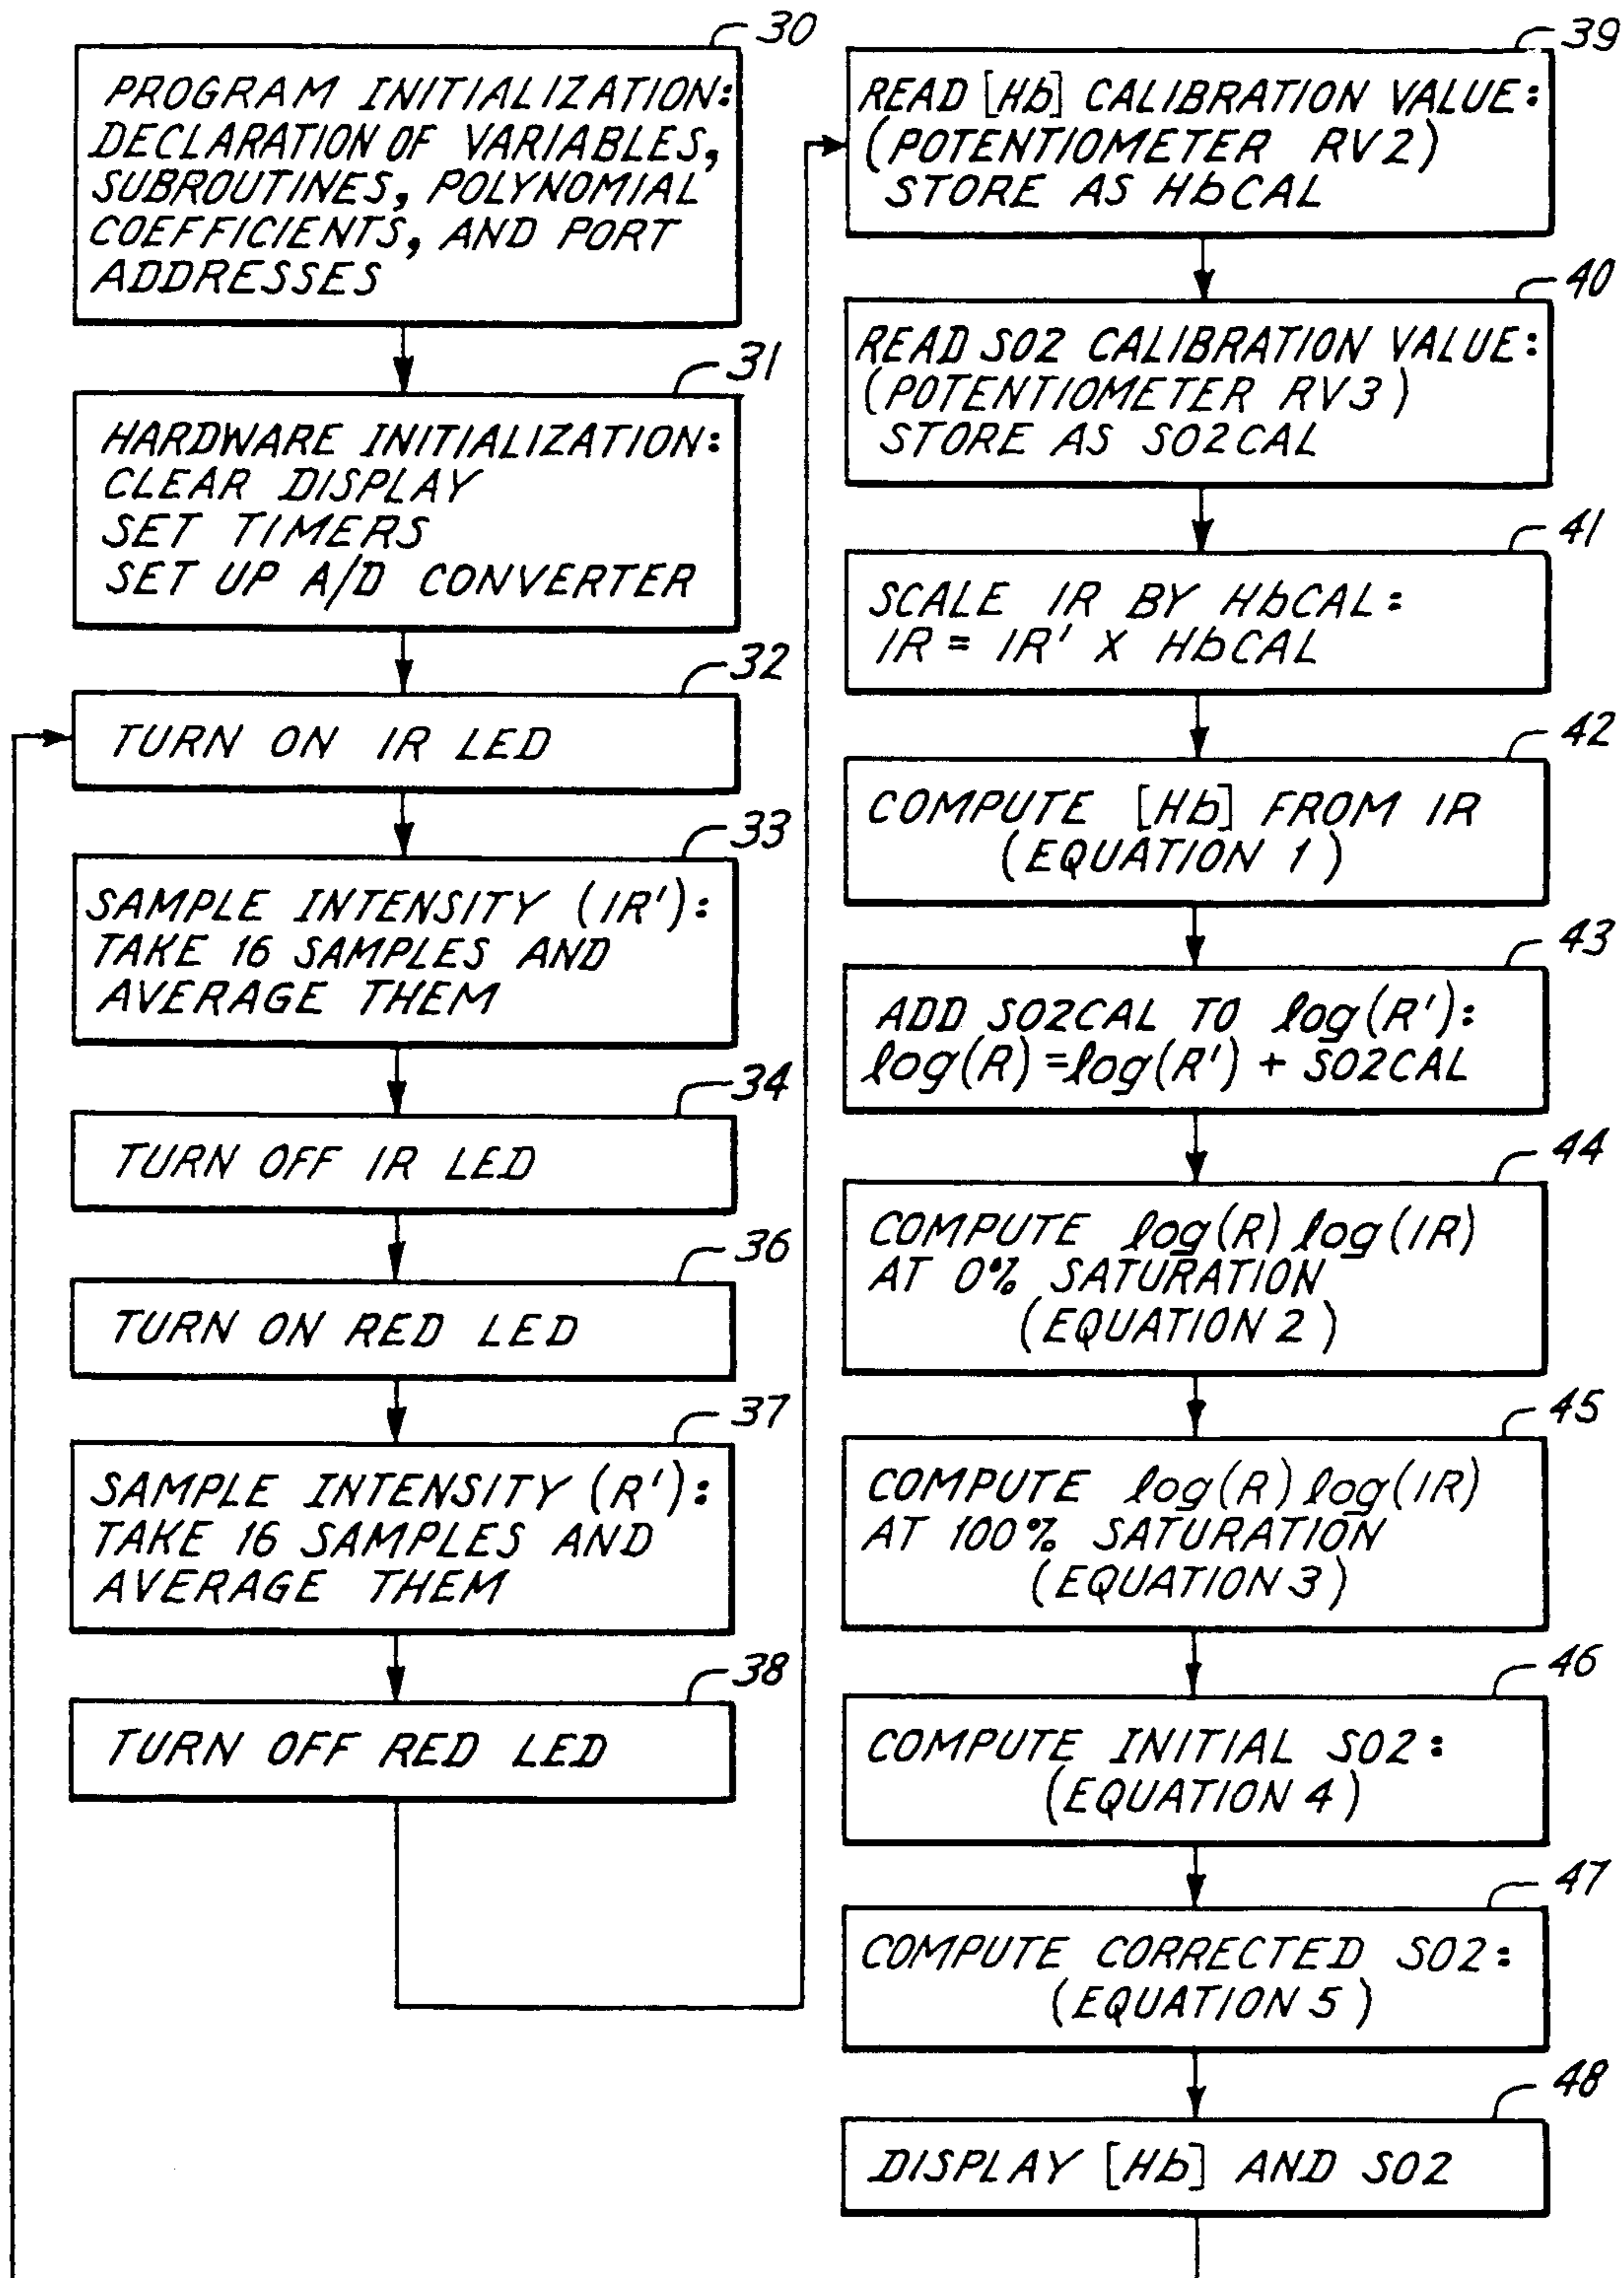 30
PROGRAM INITIALIZATION:
DECLARATION OF VARIABLES,
SUBROUTINES, POLYNOMIAL
COEFFICIENTS, AND PORT
ADDRESSES
31
HARDWARE INITIALIZATION:
CLEAR DISPLAY
SET TIMERS
SET UP A/D CONVERTER
32
TURN ON IR LED
33
SAMPLE INTENSITY (IR'):
TAKE 16 SAMPLES AND
AVERAGE THEM
34
TURN OFF IR LED
36
TURN ON RED LED
37
SAMPLE INTENSITY (R'):
TAKE 16 SAMPLES AND
AVERAGE THEM
38
TURN OFF RED LED
39
READ [Hb] CALIBRATION VALUE:
(POTENTIOMETER RV2)
STORE AS HbCAL
40
READ SO2 CALIBRATION VALUE:
(POTENTIOMETER RV3)
STORE AS SO2CAL
41
SCALE IR BY HbCAL:
IR = IR' X HbCAL
42
COMPUTE [Hb] FROM IR
(EQUATION 1)
43
ADD SO2CAL TO log(R'):
log(R)=log(R') + SO2CAL
44
COMPUTE log(R) log(IR)
AT 0% SATURATION
(EQUATION 2)
45
COMPUTE log(R) log(IR)
AT 100% SATURATION
(EQUATION 3)
46
COMPUTE INITIAL SO2:
(EQUATION 4)
47
COMPUTE CORRECTED SO2:
(EQUATION 5)
48
DISPLAY [Hb] AND SO2